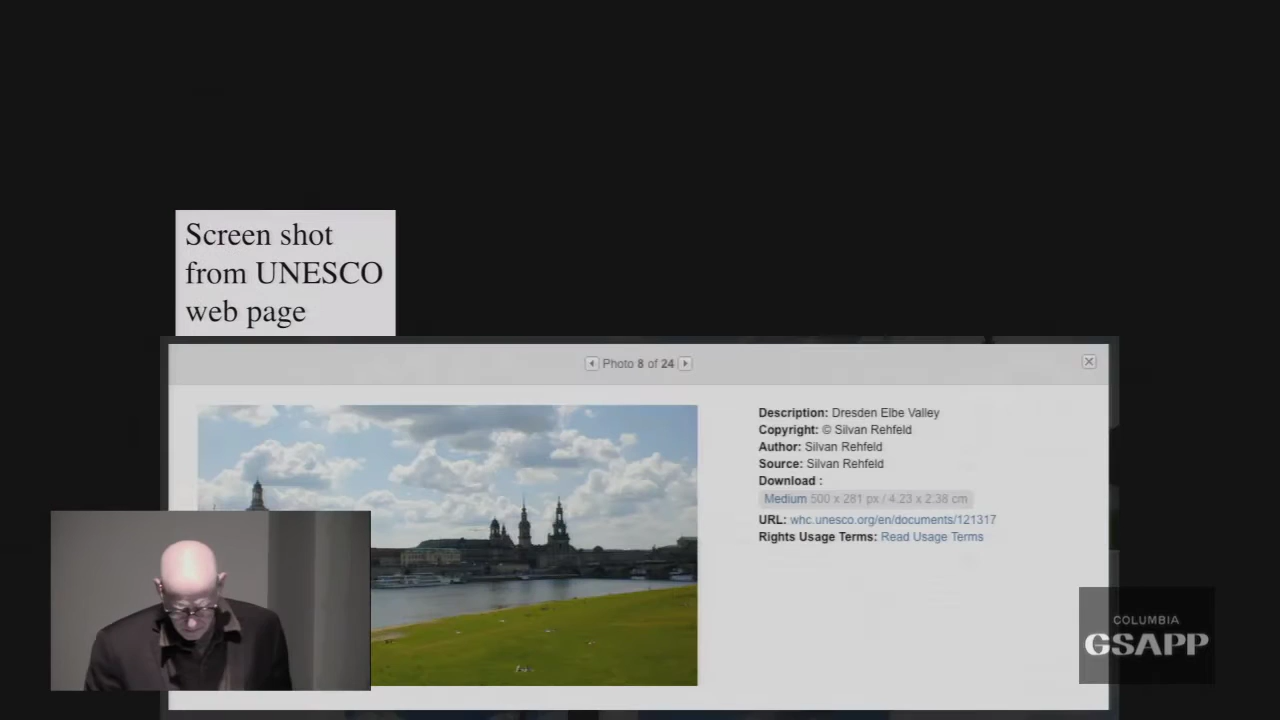 Screen shot
from UNESCO
web page
Photo 8 of 24
Description: Dresden Elbe Valley
Copyright: © Silvan Rehfeld
Author: Silvan Rehfeld
Source: Silvan Rehfeld
Download :
Medium 500 x 281 px / 4.23 x 2.38 cm
URL: whc.unesco.org/en/documents/121317
Rights Usage Terms: Read Usage Terms
COLUMBIA
GSAPP